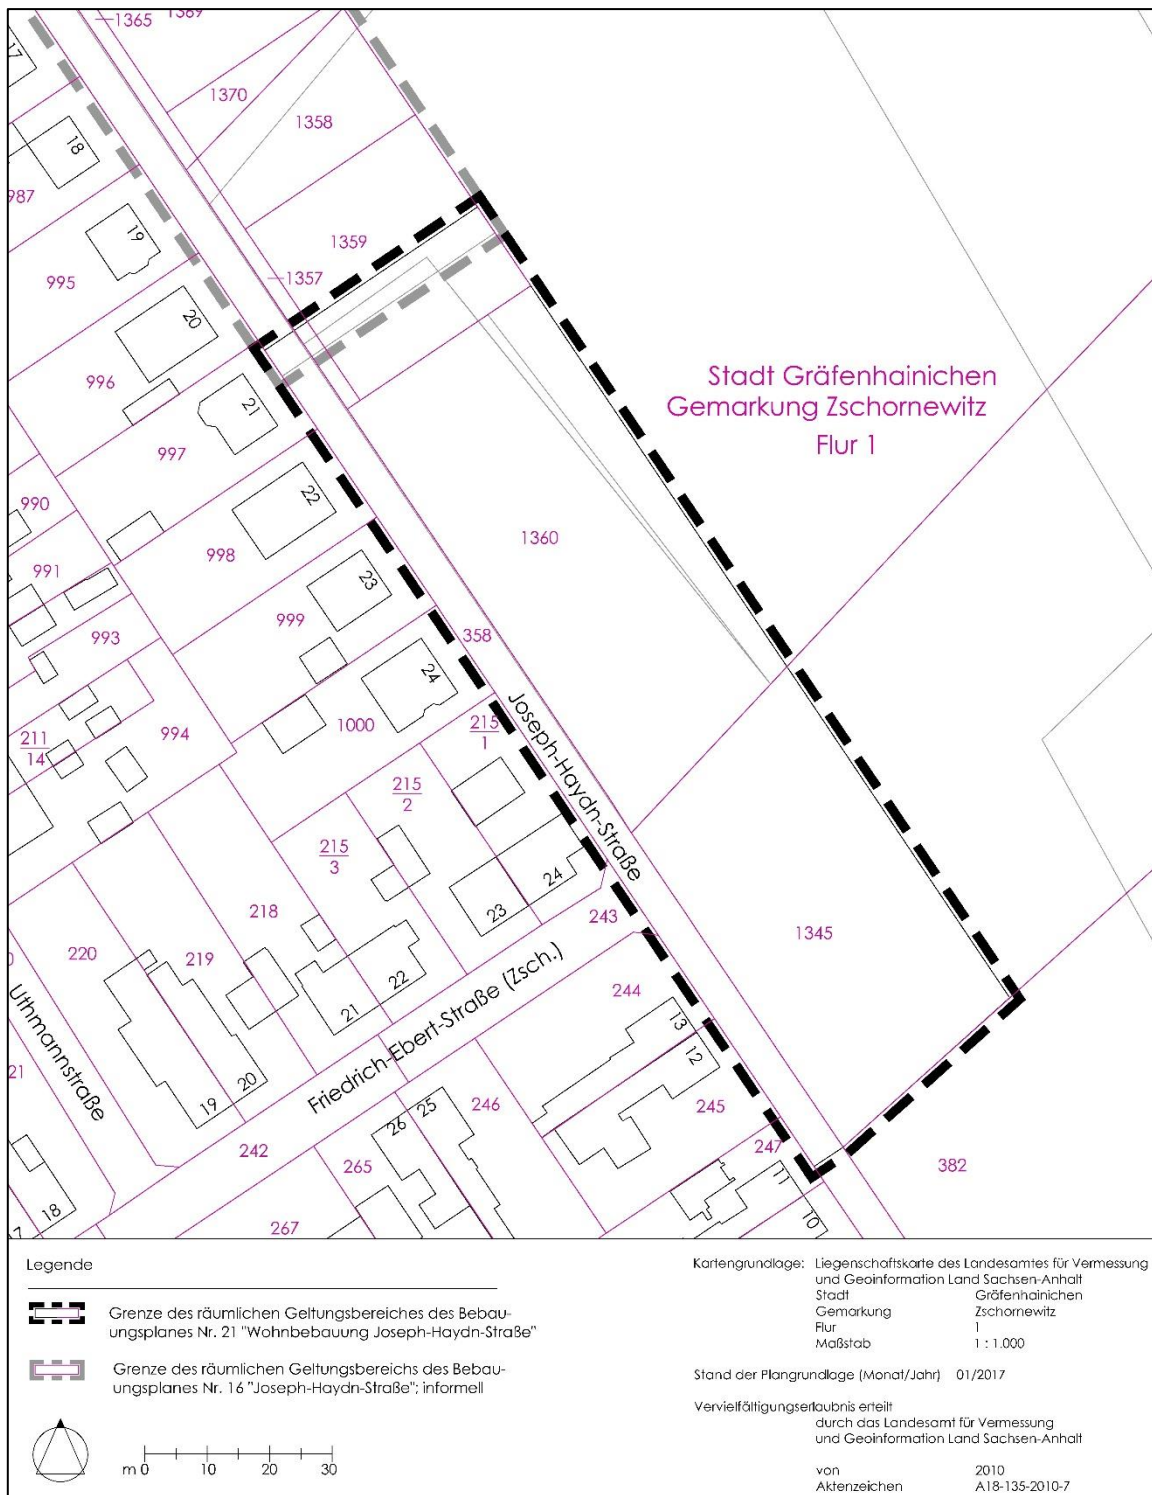 1365
1369
17
1370
1358
18
987
19
1359
995
1357
20
996
21
997
Stadt Gräfenhainichen
Gemarkung Zschornewitz
Flur 1
990
22
998
1360
991
23
999
993
358
24
1000
215
1
994
211
14
215
2
Joseph-Haydn-Straße
215
3
218
24
23
243
1345
220
219
22
21
Friedrich-Ebert-Straße (Zsch.)
244
13
12
Uthmannstraße
21
20
19
25
26
246
245
242
265
247
11
382
18
17
267
10
Legende
Grenze des räumlichen Geltungsbereiches des Bebau-
ungsplanes Nr. 21 "Wohnbebauung Joseph-Haydn-Straße"
Grenze des räumlichen Geltungsbereichs des Bebau-
ungsplanes Nr. 16 "Joseph-Haydn-Straße"; informell
m 0 10 20 30
Kartengrundlage: Liegenschaftskarte des Landesamtes für Vermessung
und Geoinformation Land Sachsen-Anhalt
Stadt Gräfenhainichen
Gemarkung Zschornewitz
Flur 1
Maßstab 1 : 1.000
Stand der Plangrundlage (Monat/Jahr) 01/2017
Vervielfältigungserlaubnis erteilt
durch das Landesamt für Vermessung
und Geoinformation Land Sachsen-Anhalt
von 2010
Aktenzeichen A18-135-2010-7